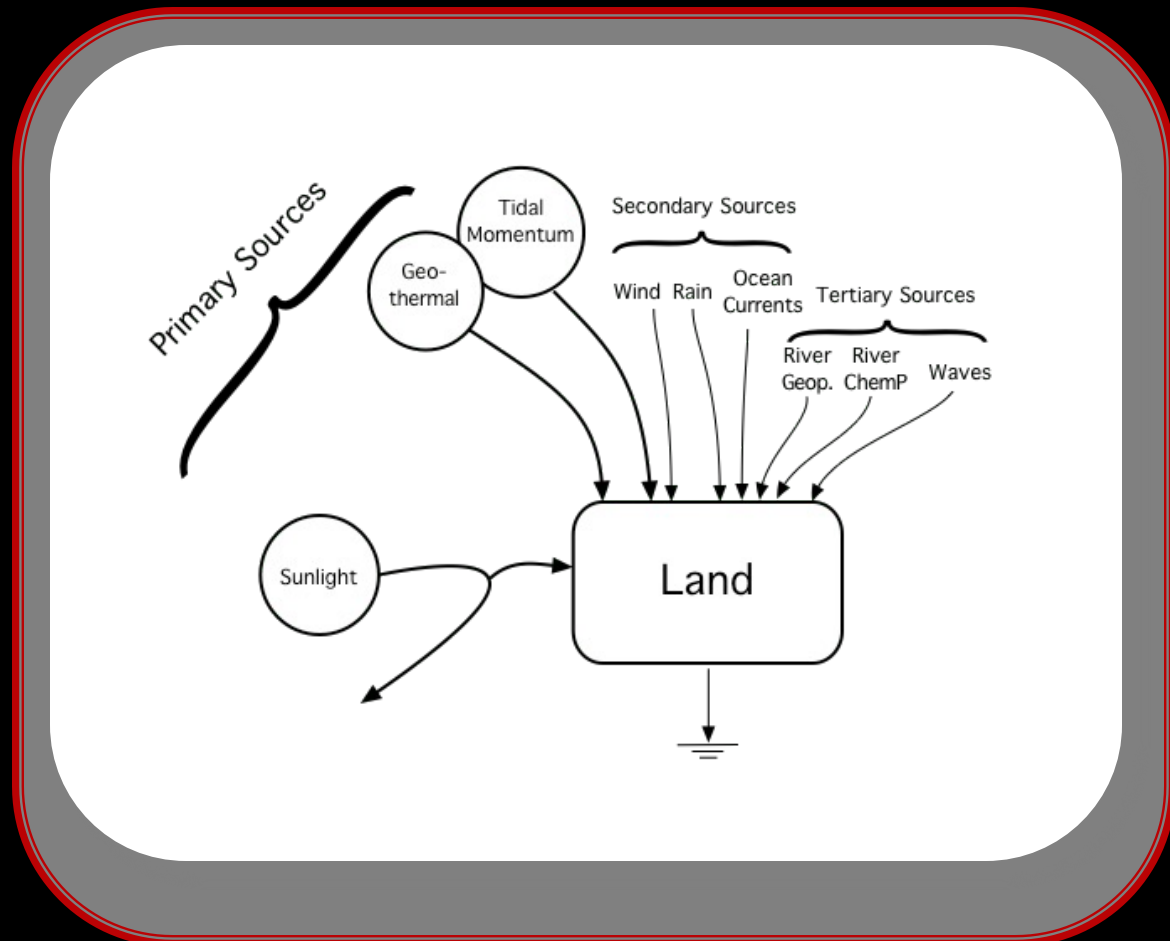 Primary Sources
Tidal
Momentum
Geo-
thermal
Secondary Sources
Wind Rain Ocean
Currents
Tertiary Sources
River
Geop.
River
ChemP
Waves
Sunlight
Land